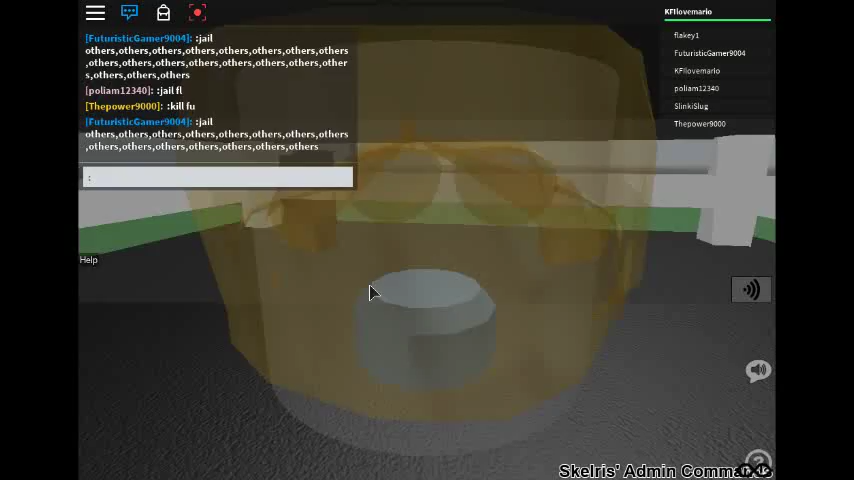 KFIlovemario
[FuturisticGamer9004]: :jail
others,others,others,others,others,others,others,others
,others,others,others,others,others,others,others,other
s,others,others,others
[poliam12340]: :jail fl
[Thepower9000]: :kill fu
[FuturisticGamer9004]: :jail
others,others,others,others,others,others,others,others
,others,others,others,others,others,others,others
:
flakey1
FuturisticGamer9004
KFIlovemario
poliam12340
SlinkiSlug
Thepower9000
Help
Skelris' Admin